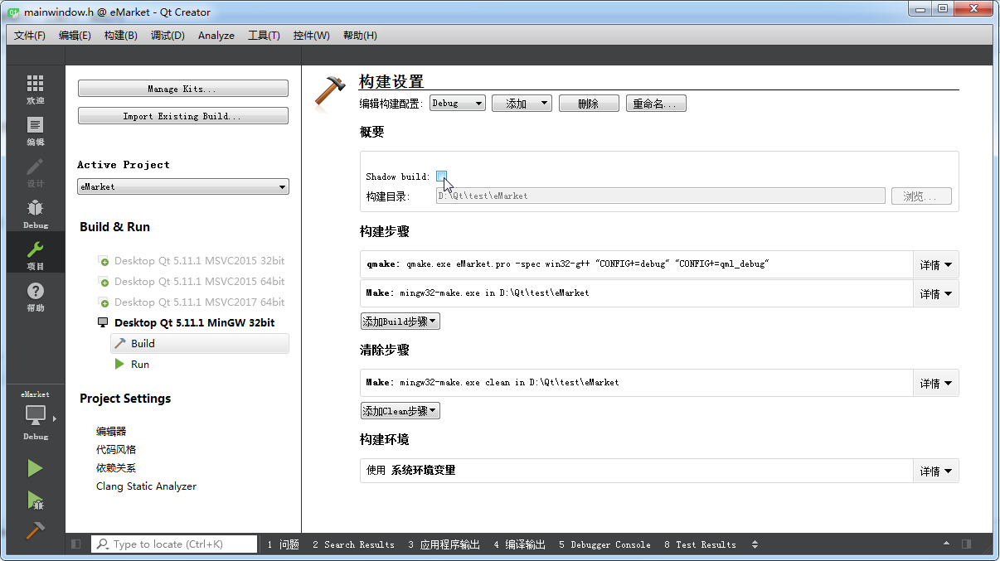 mainwindow.h @ eMarket - Qt Creator
文件(F) 编辑(E) 构建(B) 调试(D) Analyze 工具(T) 控件(W) 帮助(H)
欢迎
编辑
设计
Debug
项目
帮助
eMarket
Debug
Manage Kits...
Import Existing Build...
Active Project
eMarket
Build & Run
Desktop Qt 5.11.1 MSVC2015 32bit
Desktop Qt 5.11.1 MSVC2015 64bit
Desktop Qt 5.11.1 MSVC2017 64bit
Desktop Qt 5.11.1 MinGW 32bit
Build
Run
Project Settings
编辑器
代码风格
依赖关系
Clang Static Analyzer
构建设置
编辑构建配置: Debug 添加 删除 重命名...
概要
Shadow build:
构建目录: D:\Qt\test\eMarket 浏览...
构建步骤
qmake: qmake.exe eMarket.pro -spec win32-g++ "CONFIG+=debug" "CONFIG+=qml_debug" 详情
Make: mingw32-make.exe in D:\Qt\test\eMarket 详情
添加Build步骤
清除步骤
Make: mingw32-make.exe clean in D:\Qt\test\eMarket 详情
添加Clean步骤
构建环境
使用 系统环境变量 详情
Type to locate (Ctrl+K) 1 问题 2 Search Results 3 应用程序输出 4 编译输出 5 Debugger Console 8 Test Results